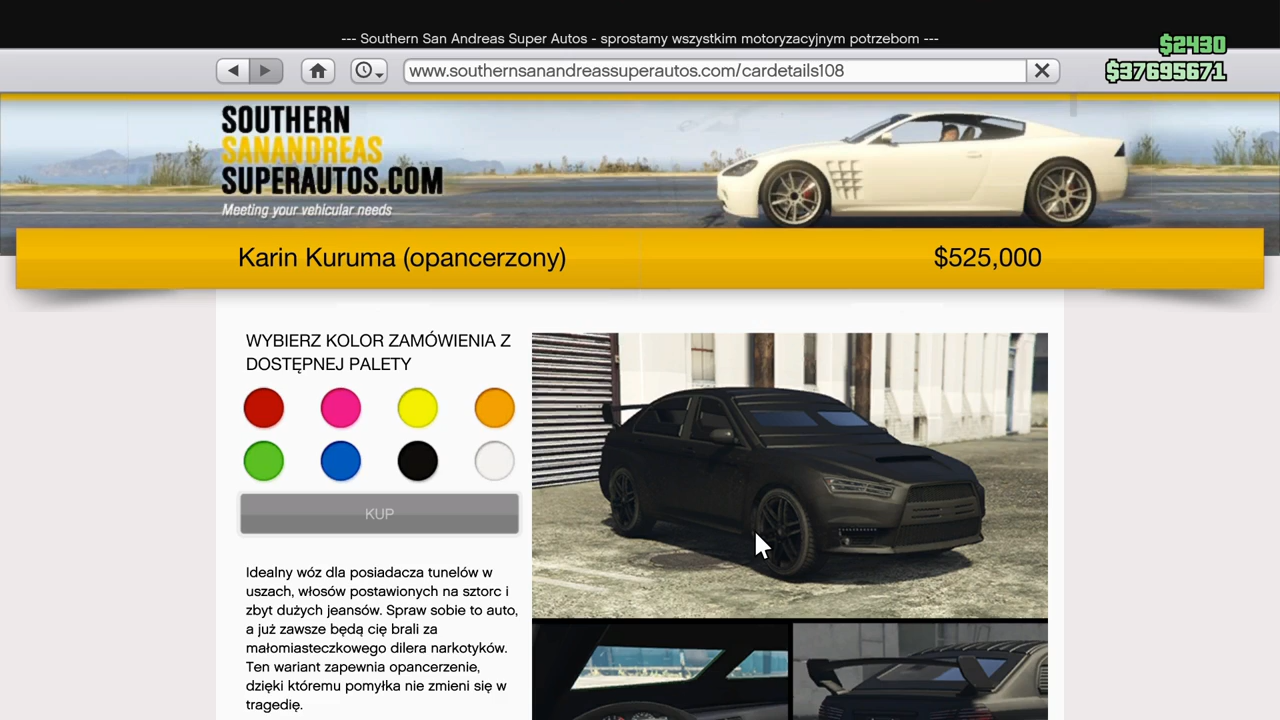 --- Southern San Andreas Super Autos - sprostamy wszystkim motoryzacyjnym potrzebom ---
$2430
www.southernsanandreassuperautos.com/cardetails108
$37695671
SOUTHERN
SANANDREAS
SUPERAUTOS.COM
Meeting your vehicular needs
Karin Kuruma (opancerzony)
$525,000
WYBIERZ KOLOR ZAMÓWIENIA Z
DOSTĘPNEJ PALETY
KUP
Idealny wóz dla posiadacza tunelów w
uszach, włosów postawionych na sztorc i
zbyt dużych jeansów. Spraw sobie to auto,
a już zawsze będą cię brali za
małomiasteczkowego dilera narkotyków.
Ten wariant zapewnia opancerzenie,
dzięki któremu pomyłka nie zmieni się w
tragedię.